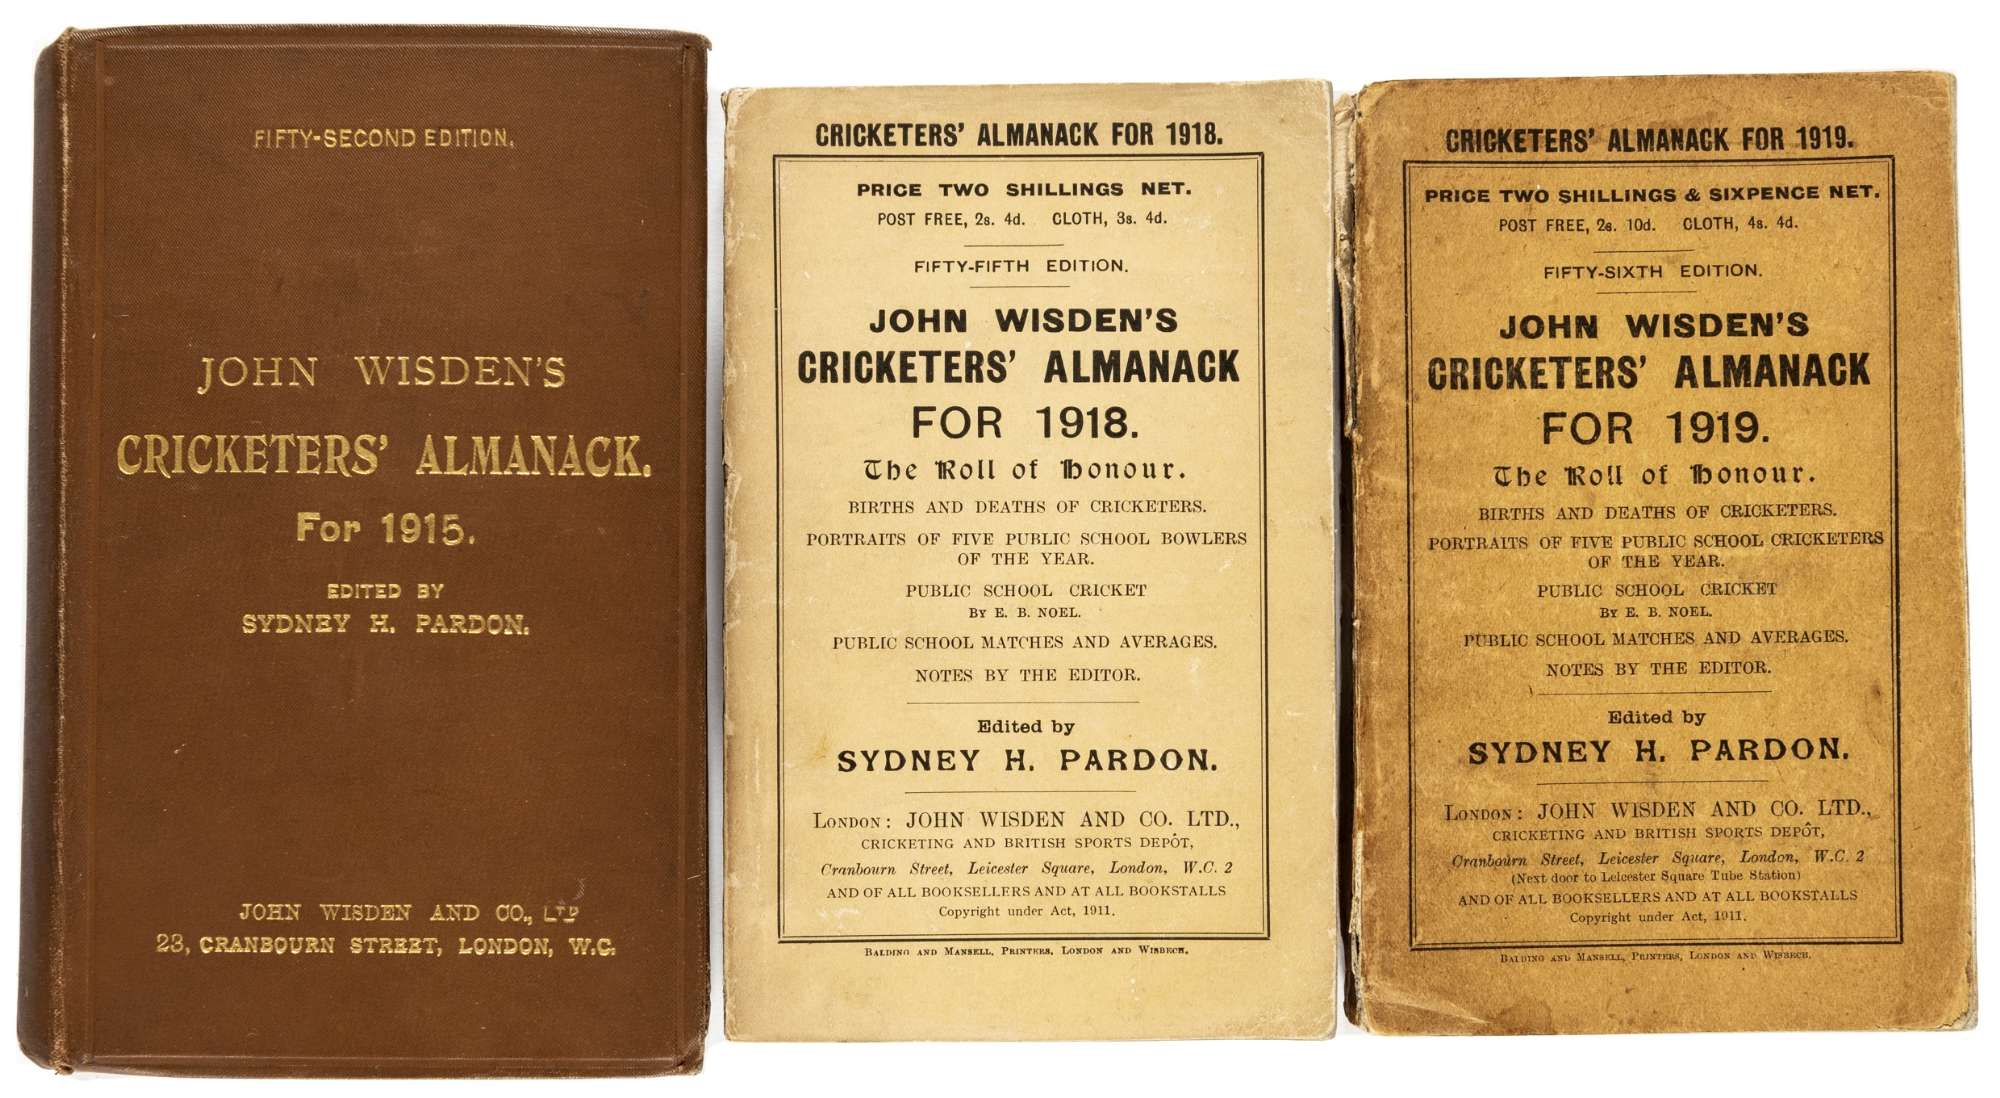 FIFTY-SECOND EDITION.
JOHN WISDEN'S
CRICKETERS' ALMANACK.
For 1915.
EDITED BY
SYDNEY H. PARDON.
JOHN WISDEN AND CO., LTD
23, CRANBOURN STREET, LONDON, W.C.
CRICKETERS' ALMANACK FOR 1918.
PRICE TWO SHILLINGS NET.
POST FREE, 2s. 4d. CLOTH, 3s. 4d.
FIFTY-FIFTH EDITION.
JOHN WISDEN'S
CRICKETERS' ALMANACK
FOR 1918.
The Roll of Honour.
BIRTHS AND DEATHS OF CRICKETERS.
PORTRAITS OF FIVE PUBLIC SCHOOL BOWLERS
OF THE YEAR.
PUBLIC SCHOOL CRICKET
BY E. B. NOEL.
PUBLIC SCHOOL MATCHES AND AVERAGES.
NOTES BY THE EDITOR.
Edited by
SYDNEY H. PARDON.
LONDON: JOHN WISDEN AND CO. LTD.,
CRICKETING AND BRITISH SPORTS DEPÔT,
Cranbourn Street, Leicester Square, London, W.C. 2
AND OF ALL BOOKSELLERS AND AT ALL BOOKSTALLS
Copyright under Act, 1911.
BALDING AND MANSELL, PRINTERS, LONDON AND WISBECH.
CRICKETERS' ALMANACK FOR 1919.
PRICE TWO SHILLINGS & SIXPENCE NET.
POST FREE, 2s. 10d. CLOTH, 4s. 4d.
FIFTY-SIXTH EDITION.
JOHN WISDEN'S
CRICKETERS' ALMANACK
FOR 1919.
The Roll of Honour.
BIRTHS AND DEATHS OF CRICKETERS.
PORTRAITS OF FIVE PUBLIC SCHOOL CRICKETERS
OF THE YEAR.
PUBLIC SCHOOL CRICKET
BY E. B. NOEL.
PUBLIC SCHOOL MATCHES AND AVERAGES.
NOTES BY THE EDITOR.
Edited by
SYDNEY H. PARDON.
LONDON: JOHN WISDEN AND CO. LTD.,
CRICKETING AND BRITISH SPORTS DEPÔT,
Cranbourn Street, Leicester Square, London, W.C. 2
(Next door to Leicester Square Tube Station)
AND OF ALL BOOKSELLERS AND AT ALL BOOKSTALLS
Copyright under Act, 1911.
BALDING AND MANSELL, PRINTERS, LONDON AND WISBECH.